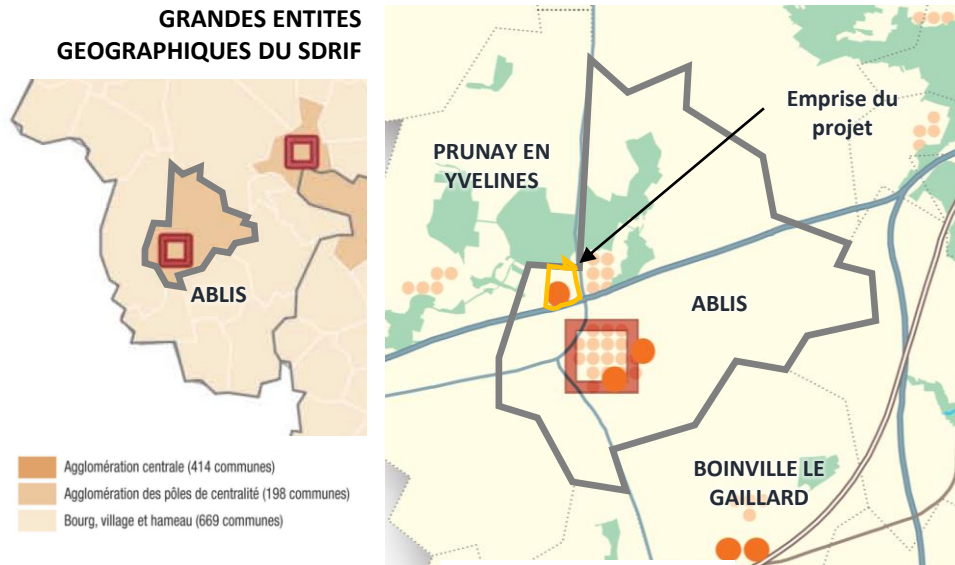 GRANDES ENTITES
GEOGRAPHIQUES DU SDRIF
ABLIS
Agglomération centrale (414 communes)
Agglomération des pôles de centralité (198 communes)
Bourg, village et hameau (669 communes)
Emprise du
projet
PRUNAY EN
YVELINES
ABLIS
BOINVILLE LE
GAILLARD